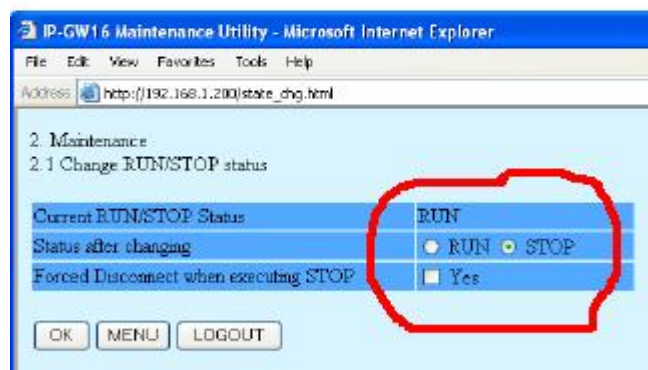 IP-GW16 Maintenance Utility - Microsoft Internet Explorer
File Edit View Favorites Tools Help
Address http://192.168.1.200/state_chg.html
2. Maintenance
2.1 Change RUN/STOP status
Current RUN/STOP Status RUN
Status after changing RUN STOP
Forced Disconnect when executing STOP Yes
OK MENU LOGOUT